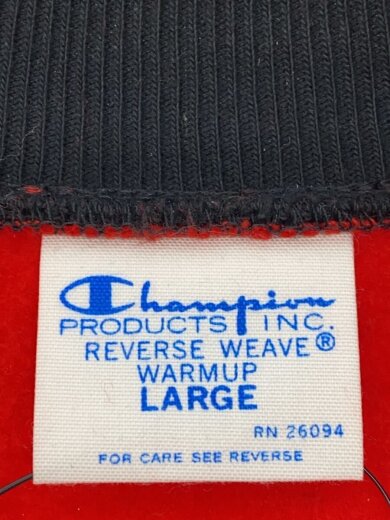 Champion
PRODUCTS INC.
REVERSE WEAVE®
WARMUP
LARGE
RN 26094
FOR CARE SEE REVERSE